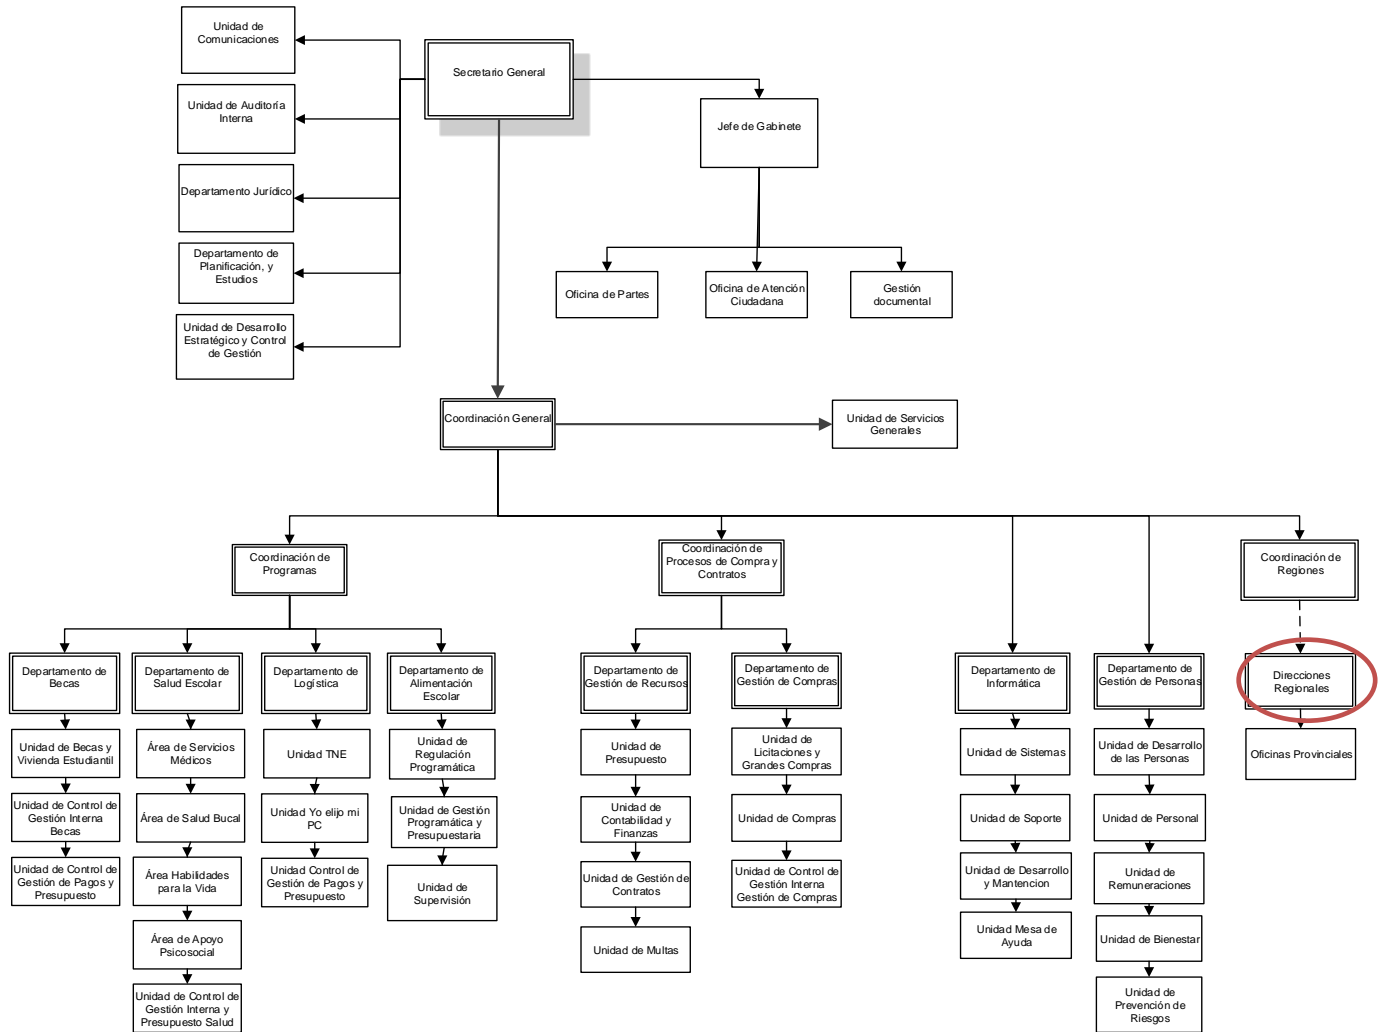 Unidad de
Comunicaciones
Secretario General
Unidad de Auditoría
Interna
Jefe de Gabinete
Departamento Jurídico
Departamento de
Planificación, y
Estudios
Oficina de Partes
Oficina de Atención
Ciudadana
Gestión
documental
Unidad de Desarrollo
Estratégico y Control
de Gestión
Coordinación General
Unidad de Servicios
Generales
Coordinación de
Programas
Coordinación de
Procesos de Compra y
Contratos
Coordinación de
Regiones
Departamento de
Becas
Departamento de
Salud Escolar
Departamento de
Logística
Departamento de
Alimentación
Escolar
Departamento de
Gestión de Recursos
Departamento de
Gestión de Compras
Departamento de
Informática
Departamento de
Gestión de Personas
Direcciones
Regionales
Unidad de Becas y
Vivienda Estudiantil
Área de Servicios
Médicos
Unidad TNE
Unidad de
Regulación
Programática
Unidad de
Presupuesto
Unidad de
Licitaciones y
Grandes Compras
Unidad de Sistemas
Unidad de Desarrollo
de las Personas
Oficinas Provinciales
Unidad de Control de
Gestión Interna
Becas
Área de Salud Bucal
Unidad Yo elijo mi
PC
Unidad de Gestión
Programática y
Presupuestaria
Unidad de
Contabilidad y
Finanzas
Unidad de Compras
Unidad de Soporte
Unidad de Personal
Unidad de Control de
Gestión de Pagos y
Presupuesto
Área Habilidades
para la Vida
Unidad Control de
Gestión de Pagos y
Presupuesto
Unidad de
Supervisión
Unidad de Gestión de
Contratos
Unidad de Control de
Gestión Interna
Gestión de Compras
Unidad de Desarrollo
y Mantencion
Unidad de
Remuneraciones
Área de Apoyo
Psicosocial
Unidad de Multas
Unidad Mesa de
Ayuda
Unidad de Bienestar
Unidad de Control de
Gestión Interna y
Presupuesto Salud
Unidad de
Prevención de
Riesgos